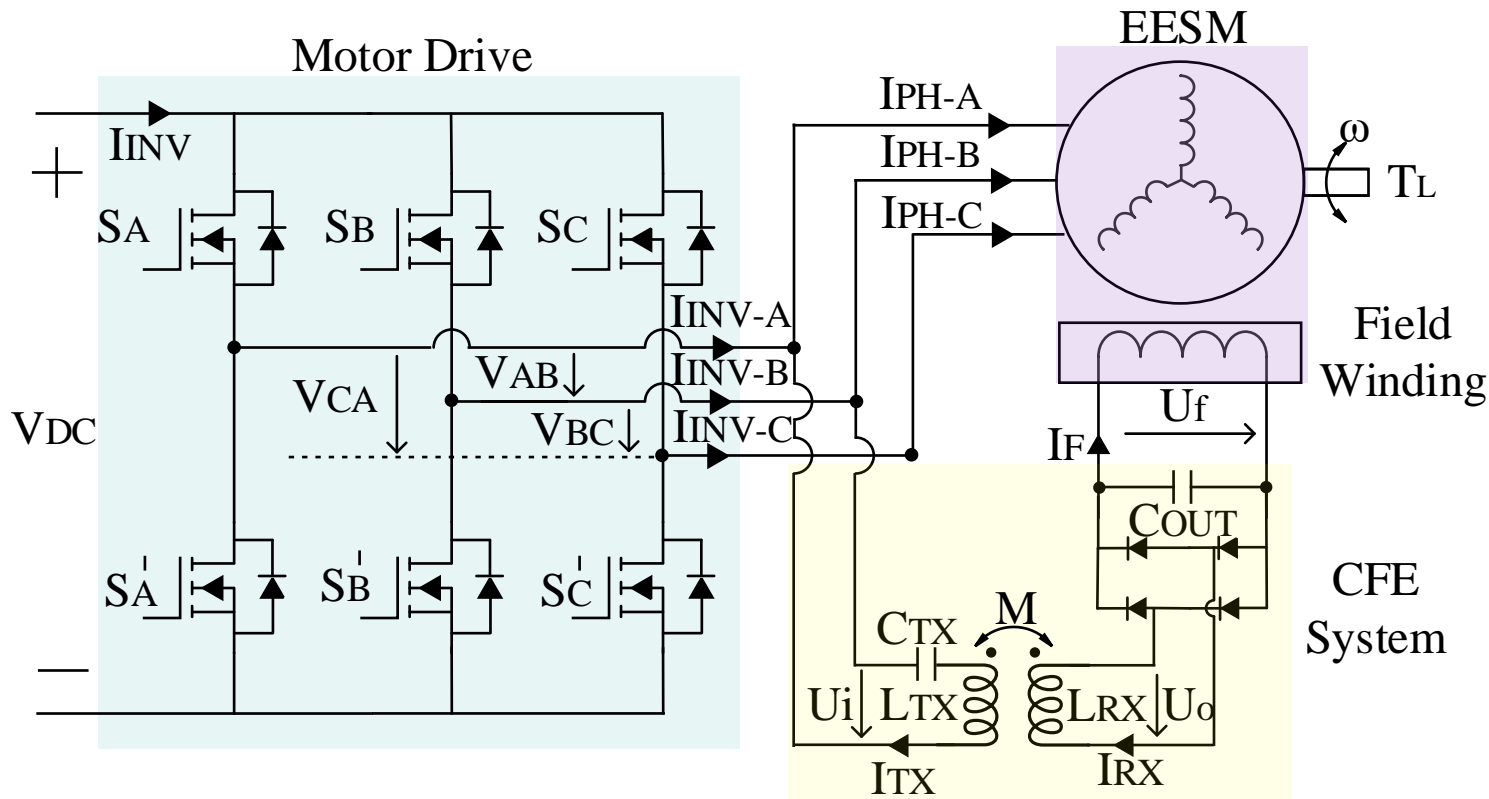 EESM
Motor Drive
IPH-A
IINV
IPH-B
ω
+
TL
IPH-C
SA
SB
SC
IINV-A
VCA
VAB
IINV-B
Field
Winding
VDC
VBC
IINV-C
Uf
IF
COUT
SA'
SB'
SC'
CFE
System
M
CTX
Ui
LTX
LRX
Uo
ITX
IRX
−